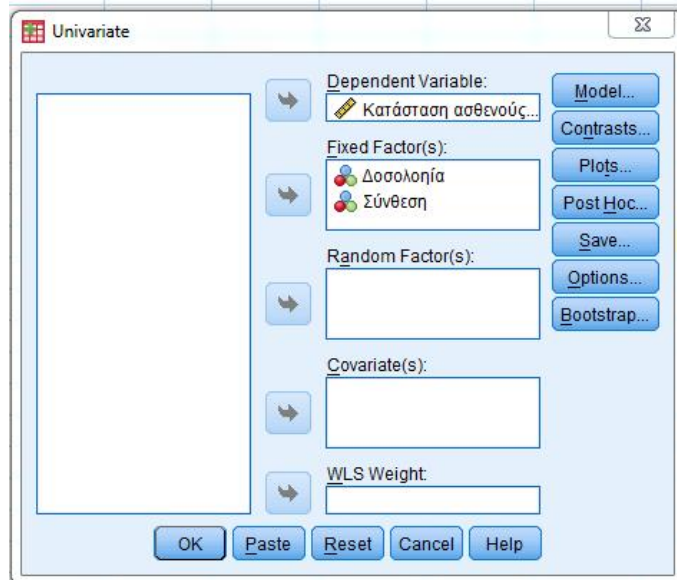 Univariate
Dependent Variable:
Κατάσταση ασθενούς...
Fixed Factor(s):
Δοσολοηία
Σύνθεση
Random Factor(s):
Covariate(s):
WLS Weight:
Model...
Contrasts...
Plots...
Post Hoc...
Save...
Options...
Bootstrap...
OK Paste Reset Cancel Help